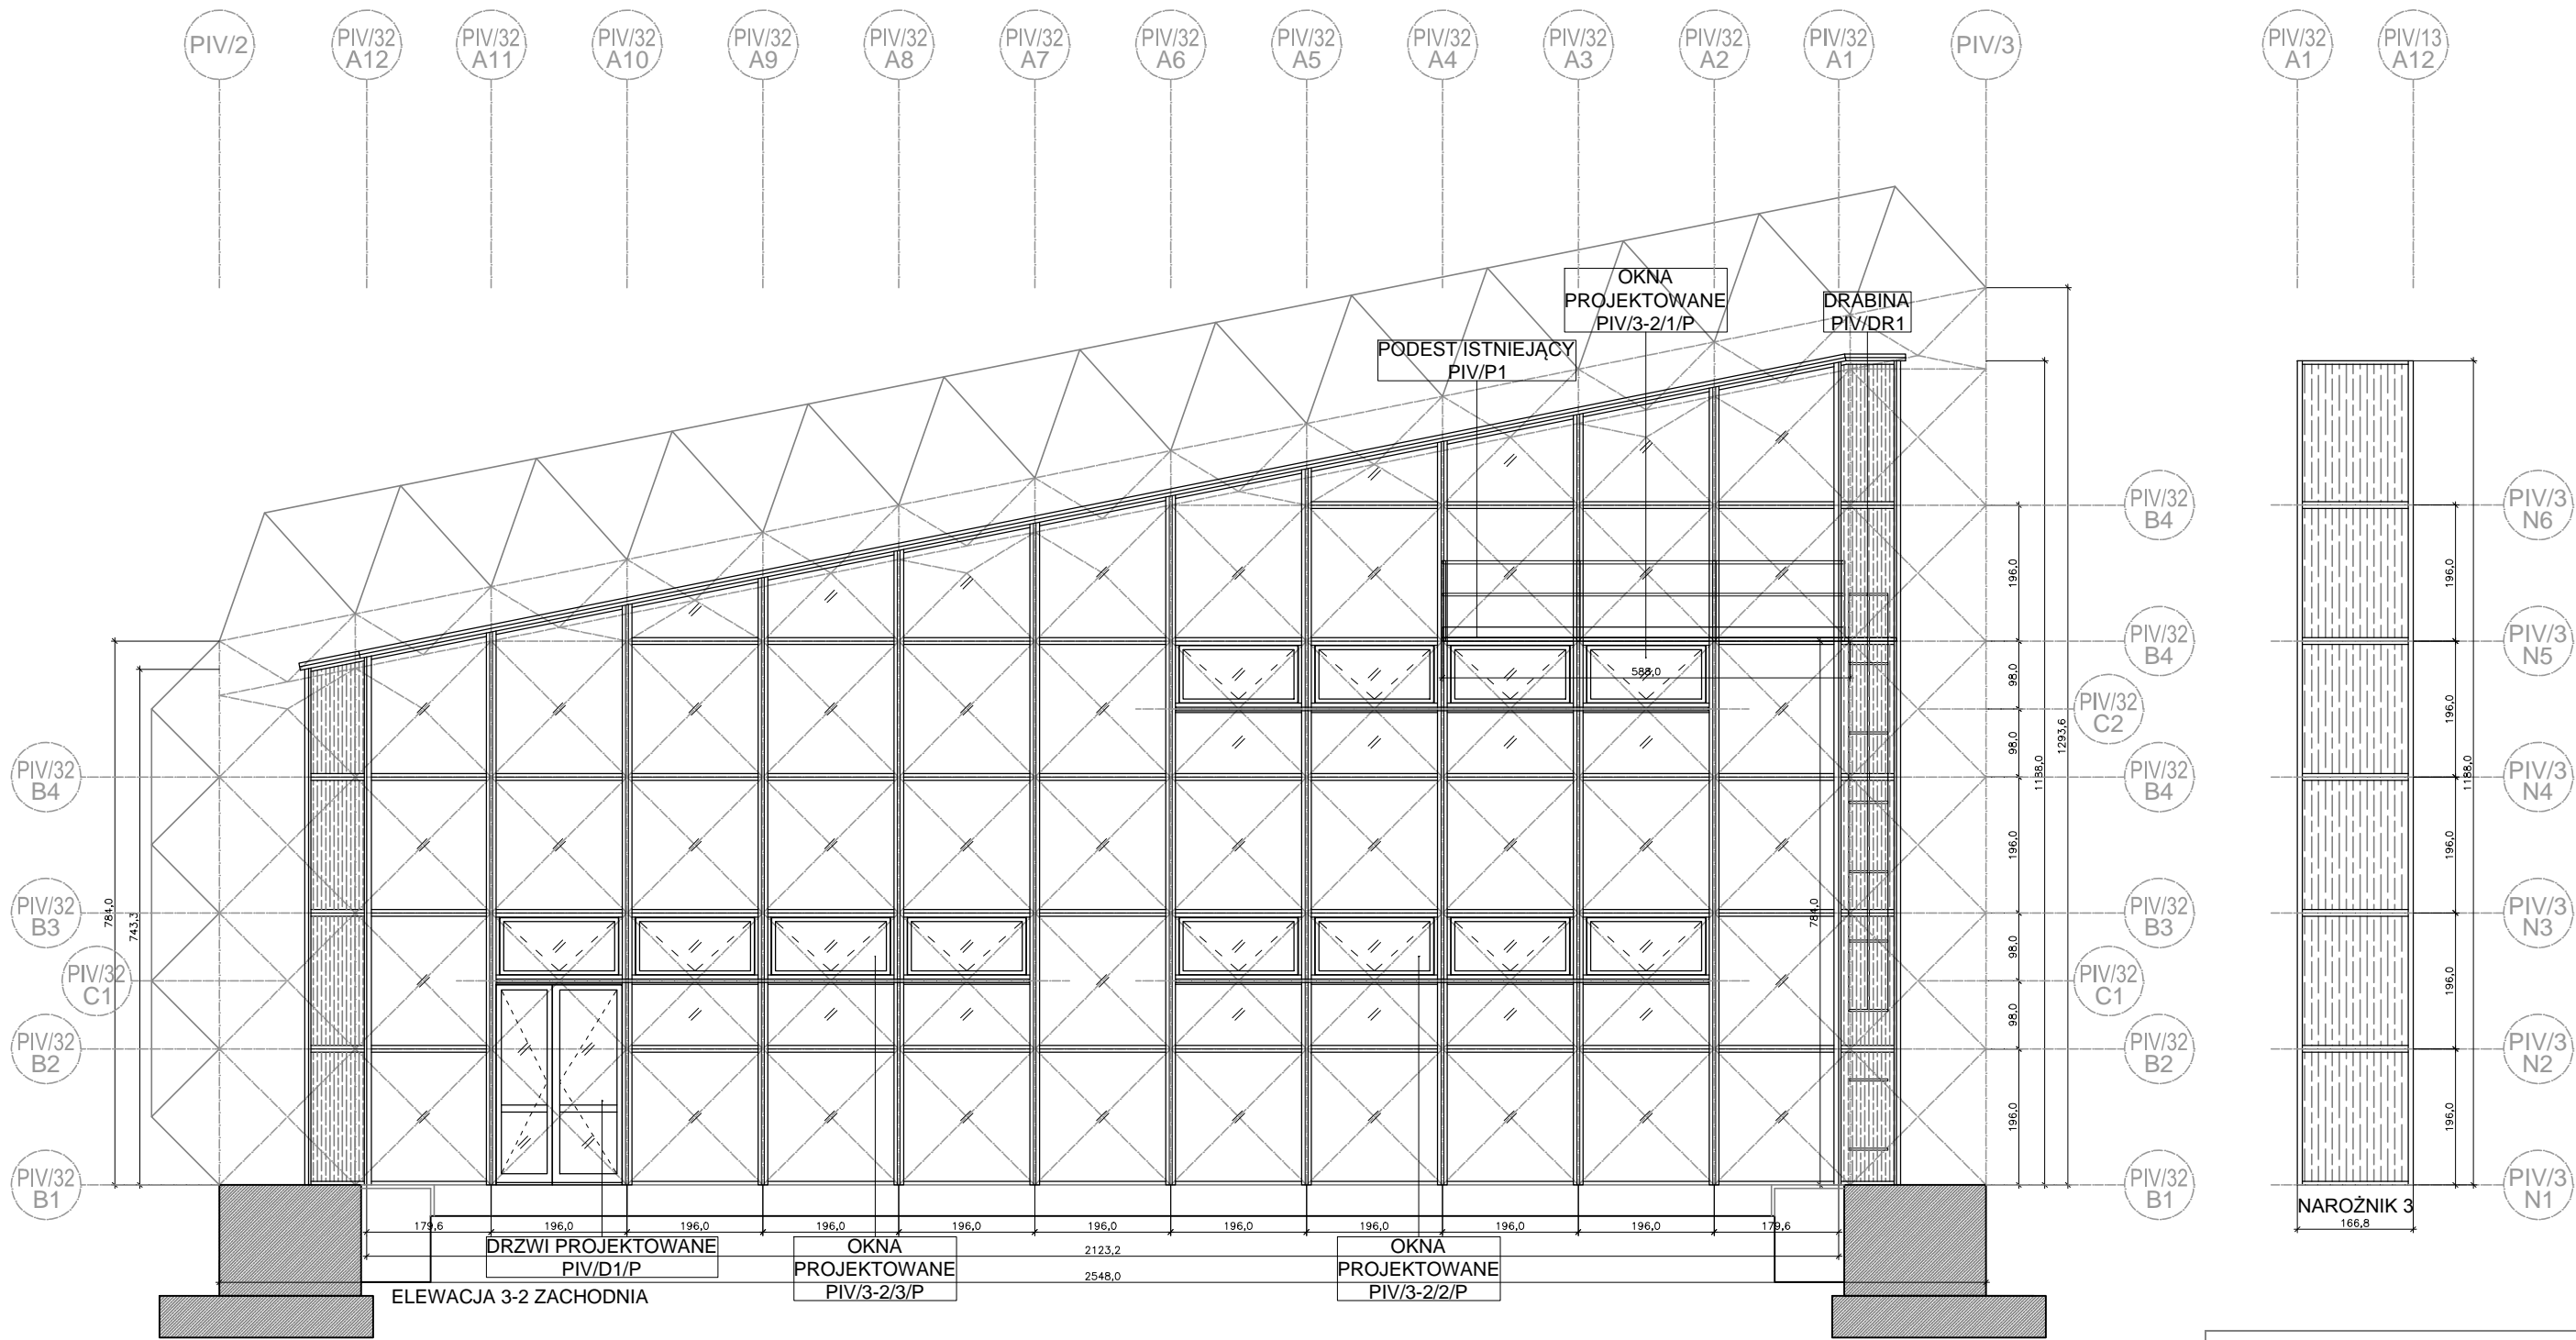 PIV/2
PIV/32
A12
PIV/32
A11
PIV/32
A10
PIV/32
A9
PIV/32
A8
PIV/32
A7
PIV/32
A6
PIV/32
A5
PIV/32
A4
PIV/32
A3
PIV/32
A2
PIV/32
A1
PIV/3
PIV/32
A1
PIV/13
A12
OKNA
PROJEKTOWANE
PIV/3-2/1/P
DRABINA
PIV/DR1
PODEST ISTNIEJĄCY
PIV/P1
PIV/32
B4
PIV/32
B3
PIV/32
C1
PIV/32
B2
PIV/32
B1
784,0
743,3
588,0
784,0
196,0
98,0
98,0
196,0
98,0
98,0
196,0
1188,0
1293,6
PIV/32
B4
PIV/32
B4
PIV/32
C2
PIV/32
B4
PIV/32
B3
PIV/32
C1
PIV/32
B2
PIV/32
B1
196,0
196,0
196,0
196,0
196,0
1188,0
PIV/3
N6
PIV/3
N5
PIV/3
N4
PIV/3
N3
PIV/3
N2
PIV/3
N1
NAROŻNIK 3
166,8
179,6 196,0 196,0 196,0 196,0 196,0 196,0 196,0 196,0 196,0 179,6
2123,2
2548,0
DRZWI PROJEKTOWANE
PIV/D1/P
OKNA
PROJEKTOWANE
PIV/3-2/3/P
OKNA
PROJEKTOWANE
PIV/3-2/2/P
ELEWACJA 3-2 ZACHODNIA